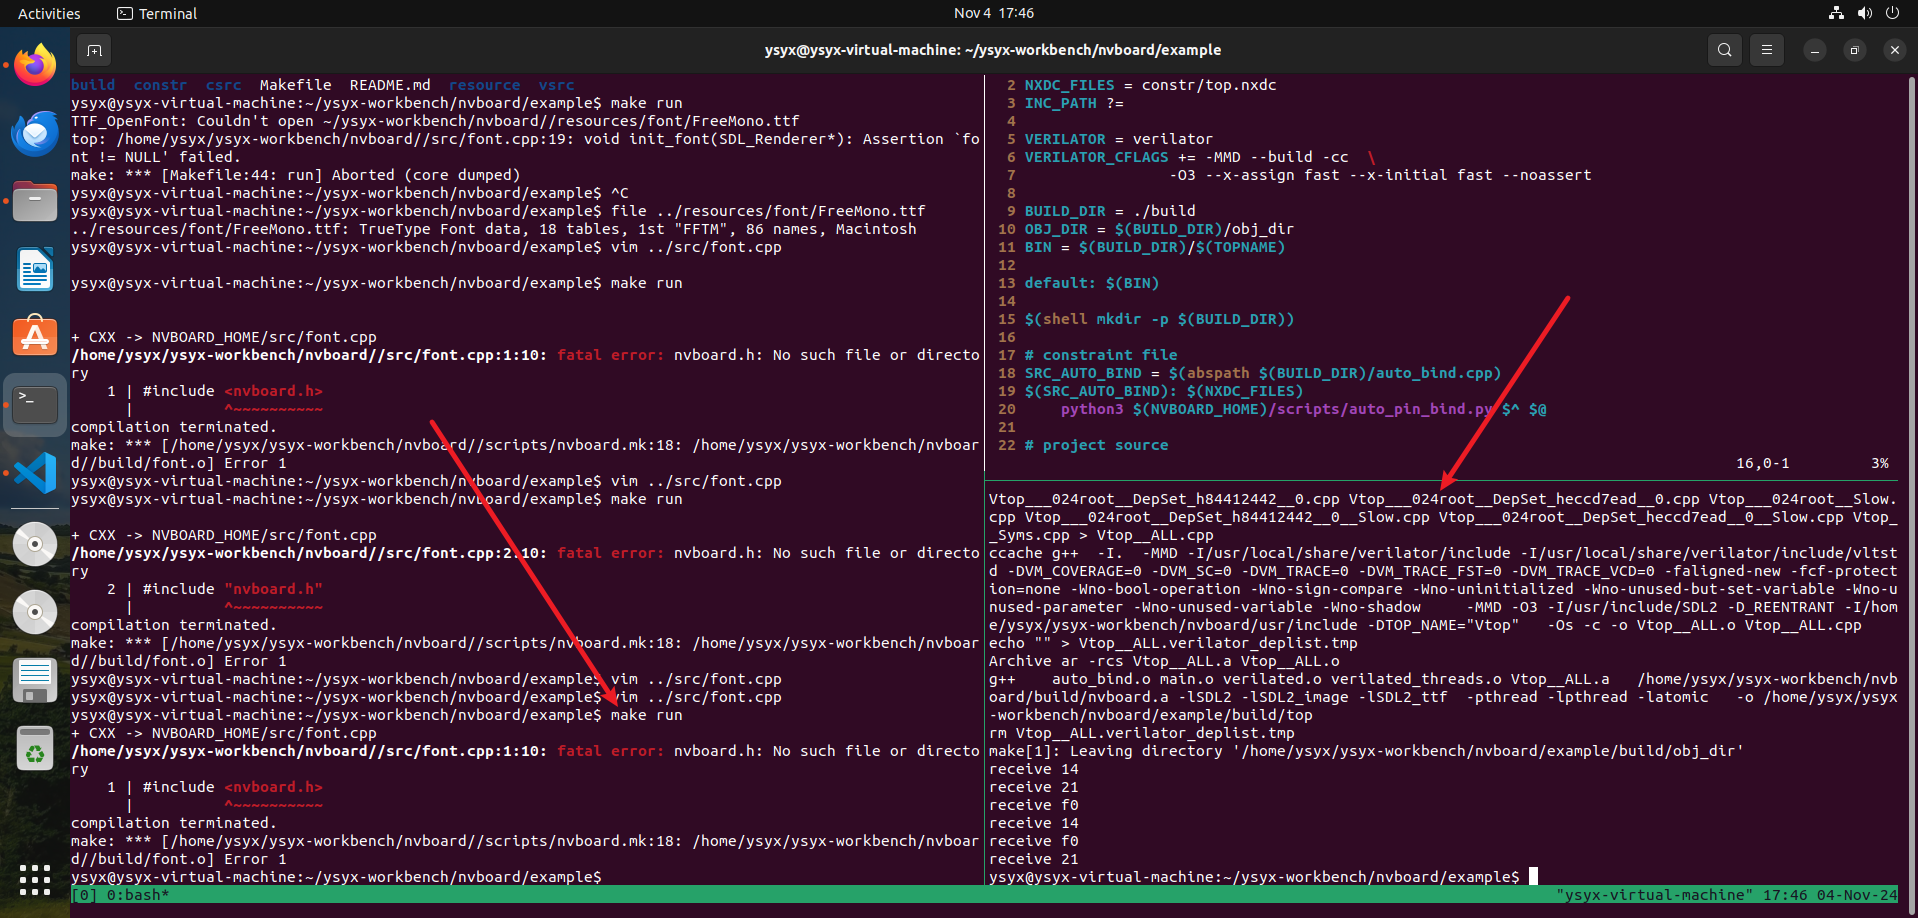 Activities
Terminal
Nov 4 17:46
ysyx@ysyx-virtual-machine: ~/ysyx-workbench/nvboard/example
build constr csrc Makefile README.md resource vsrc
ysyx@ysyx-virtual-machine:~/ysyx-workbench/nvboard/example$ make run
TTF_OpenFont: Couldn't open ~/ysyx-workbench/nvboard//resources/font/FreeMono.ttf
top: /home/ysyx/ysyx-workbench/nvboard//src/font.cpp:19: void init_font(SDL_Renderer*): Assertion `fo
nt != NULL' failed.
make: *** [Makefile:44: run] Aborted (core dumped)
ysyx@ysyx-virtual-machine:~/ysyx-workbench/nvboard/example$ ^C
ysyx@ysyx-virtual-machine:~/ysyx-workbench/nvboard/example$ file ../resources/font/FreeMono.ttf
../resources/font/FreeMono.ttf: TrueType Font data, 18 tables, 1st "FFTM", 86 names, Macintosh
ysyx@ysyx-virtual-machine:~/ysyx-workbench/nvboard/example$ vim ../src/font.cpp
ysyx@ysyx-virtual-machine:~/ysyx-workbench/nvboard/example$ make run
+ CXX -> NVBOARD_HOME/src/font.cpp
/home/ysyx/ysyx-workbench/nvboard//src/font.cpp:1:10: fatal error: nvboard.h: No such file or directo
ry
1 | #include <nvboard.h>
| ^~~~~~~~~~~
compilation terminated.
make: *** [/home/ysyx/ysyx-workbench/nvboard//scripts/nvboard.mk:18: /home/ysyx/ysyx-workbench/nvboar
d//build/font.o] Error 1
ysyx@ysyx-virtual-machine:~/ysyx-workbench/nvboard/example$ vim ../src/font.cpp
ysyx@ysyx-virtual-machine:~/ysyx-workbench/nvboard/example$ make run
+ CXX -> NVBOARD_HOME/src/font.cpp
/home/ysyx/ysyx-workbench/nvboard//src/font.cpp:2:10: fatal error: nvboard.h: No such file or directo
ry
2 | #include "nvboard.h"
| ^~~~~~~~~~~
compilation terminated.
make: *** [/home/ysyx/ysyx-workbench/nvboard//scripts/nvboard.mk:18: /home/ysyx/ysyx-workbench/nvboar
d//build/font.o] Error 1
ysyx@ysyx-virtual-machine:~/ysyx-workbench/nvboard/example$ vim ../src/font.cpp
ysyx@ysyx-virtual-machine:~/ysyx-workbench/nvboard/example$ vim ../src/font.cpp
ysyx@ysyx-virtual-machine:~/ysyx-workbench/nvboard/example$ make run
+ CXX -> NVBOARD_HOME/src/font.cpp
/home/ysyx/ysyx-workbench/nvboard//src/font.cpp:1:10: fatal error: nvboard.h: No such file or directo
ry
1 | #include <nvboard.h>
| ^~~~~~~~~~~
compilation terminated.
make: *** [/home/ysyx/ysyx-workbench/nvboard//scripts/nvboard.mk:18: /home/ysyx/ysyx-workbench/nvboar
d//build/font.o] Error 1
ysyx@ysyx-virtual-machine:~/ysyx-workbench/nvboard/example$
2 NXDC_FILES = constr/top.nxdc
3 INC_PATH ?=
4
5 VERILATOR = verilator
6 VERILATOR_CFLAGS += -MMD --build -cc \
7 -O3 --x-assign fast --x-initial fast --noassert
8
9 BUILD_DIR = ./build
10 OBJ_DIR = $(BUILD_DIR)/obj_dir
11 BIN = $(BUILD_DIR)/$(TOPNAME)
12
13 default: $(BIN)
14
15 $(shell mkdir -p $(BUILD_DIR))
16
17 # constraint file
18 SRC_AUTO_BIND = $(abspath $(BUILD_DIR)/auto_bind.cpp)
19 $(SRC_AUTO_BIND): $(NXDC_FILES)
20 python3 $(NVBOARD_HOME)/scripts/auto_pin_bind.py $^ $@
21
22 # project source
16,0-1 3%
Vtop___024root__DepSet_h84412442__0.cpp Vtop___024root__DepSet_heccd7ead__0.cpp Vtop___024root__Slow.
cpp Vtop___024root__DepSet_h84412442__0__Slow.cpp Vtop___024root__DepSet_heccd7ead__0__Slow.cpp Vtop_
_Syms.cpp > Vtop__ALL.cpp
ccache g++ -I. -MMD -I/usr/local/share/verilator/include -I/usr/local/share/verilator/include/vltst
d -DVM_COVERAGE=0 -DVM_SC=0 -DVM_TRACE=0 -DVM_TRACE_FST=0 -DVM_TRACE_VCD=0 -faligned-new -fcf-protect
ion=none -Wno-bool-operation -Wno-sign-compare -Wno-uninitialized -Wno-unused-but-set-variable -Wno-u
nused-parameter -Wno-unused-variable -Wno-shadow -MMD -O3 -I/usr/include/SDL2 -D_REENTRANT -I/hom
e/ysyx/ysyx-workbench/nvboard/usr/include -DTOP_NAME="Vtop" -Os -c -o Vtop__ALL.o Vtop__ALL.cpp
echo "" > Vtop__ALL.verilator_deplist.tmp
Archive ar -rcs Vtop__ALL.a Vtop__ALL.o
g++ auto_bind.o main.o verilated.o verilated_threads.o Vtop__ALL.a /home/ysyx/ysyx-workbench/nvb
oard/build/nvboard.a -lSDL2 -lSDL2_image -lSDL2_ttf -pthread -lpthread -latomic -o /home/ysyx/ysyx
-workbench/nvboard/example/build/top
rm Vtop__ALL.verilator_deplist.tmp
make[1]: Leaving directory '/home/ysyx/ysyx-workbench/nvboard/example/build/obj_dir'
receive 14
receive 21
receive f0
receive 14
receive f0
receive 21
ysyx@ysyx-virtual-machine:~/ysyx-workbench/nvboard/example$
[0] 0:bash* "ysyx-virtual-machine" 17:46 04-Nov-24